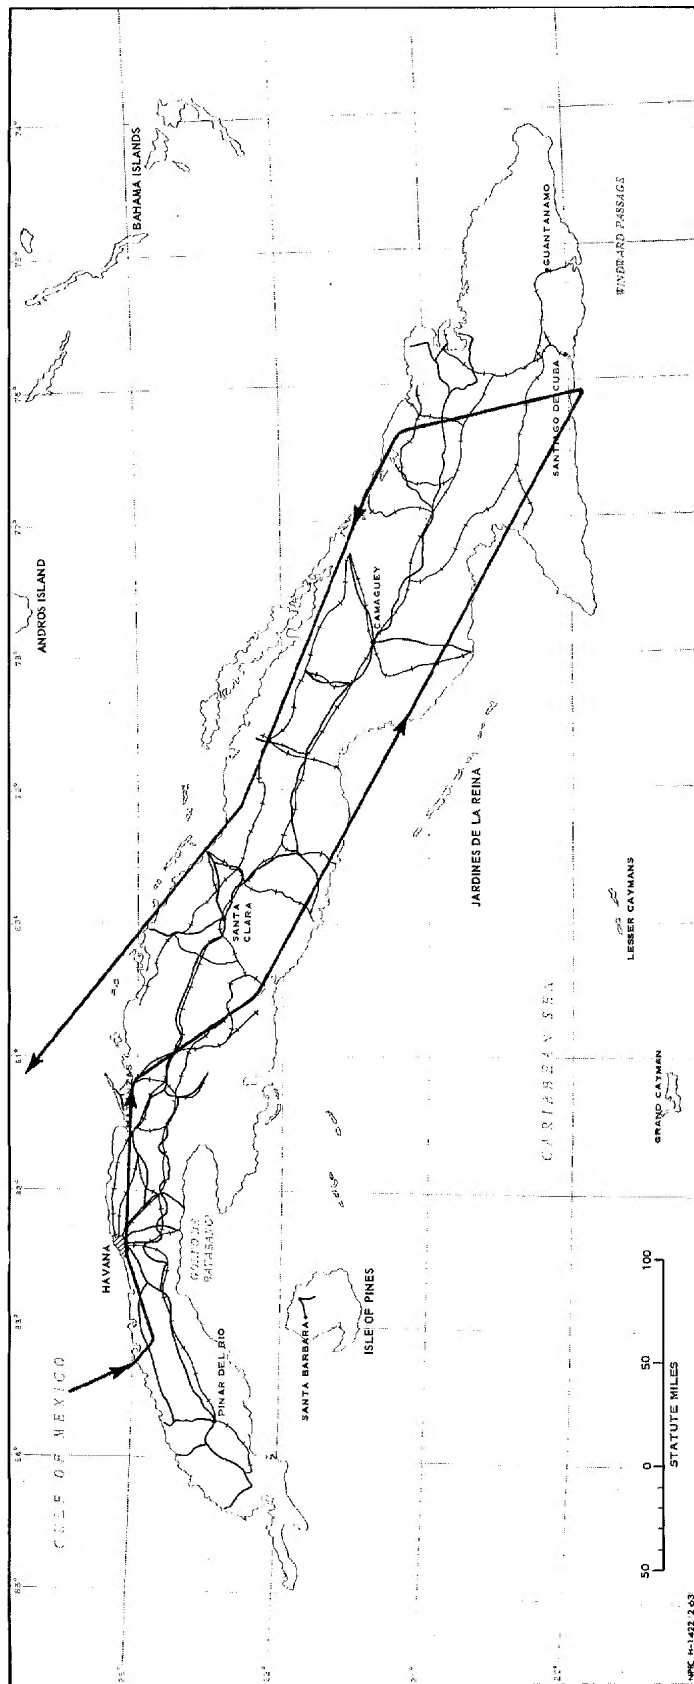 GULF OF MEXICO
HAVANA
PINAR DEL RIO
SANTA BARBARA
ISLE OF PINES
SANTA
CLARA
CAMAGUEY
SANTIAGO DE CUBA
GUANTANAMO
ANDROS ISLAND
BAHAMA ISLANDS
WINDWARD PASSAGE
JARDINES DE LA REINA
CARIBBEAN SEA
LESSER CAYMANS
GRAND CAYMAN
77°
78°
50
0
50
100
STATUTE MILES